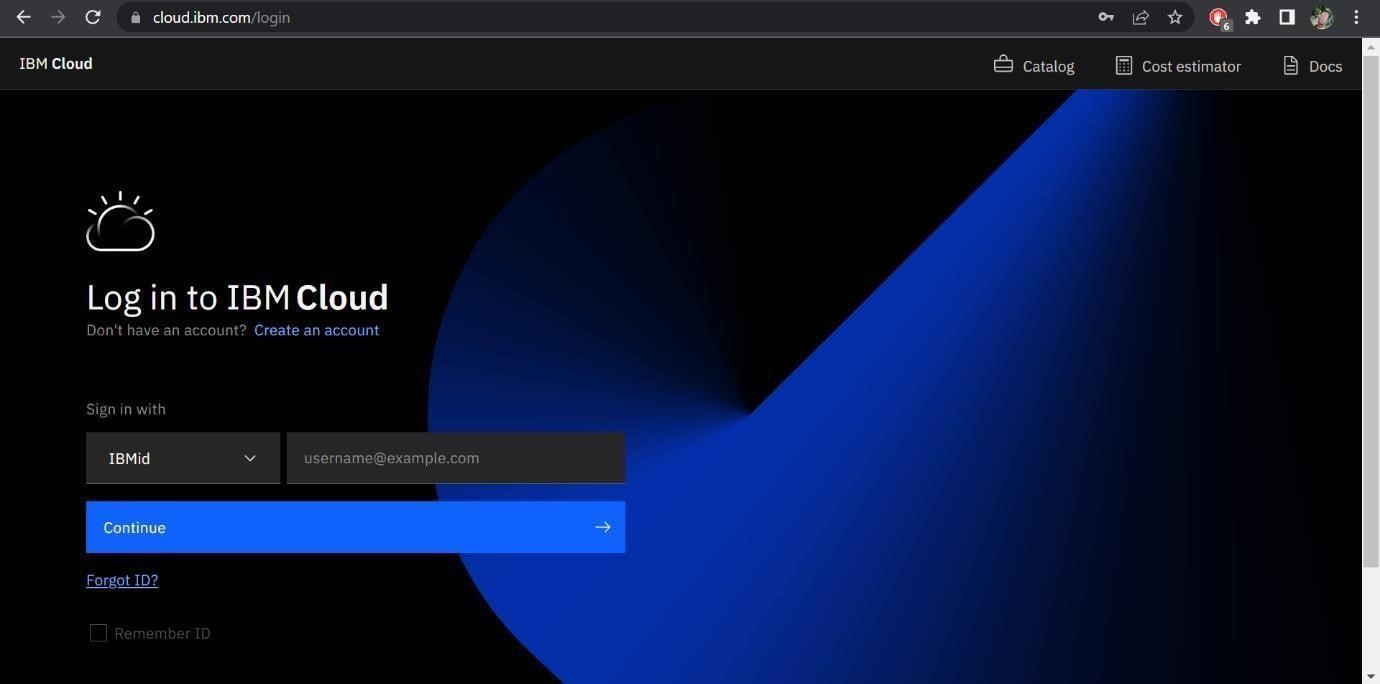 cloud.ibm.com/login
6
IBM Cloud
Catalog
Cost estimator
Docs
Log in to IBM Cloud
Don't have an account? Create an account
Sign in with
IBMid
username@example.com
Continue
Forgot ID?
Remember ID